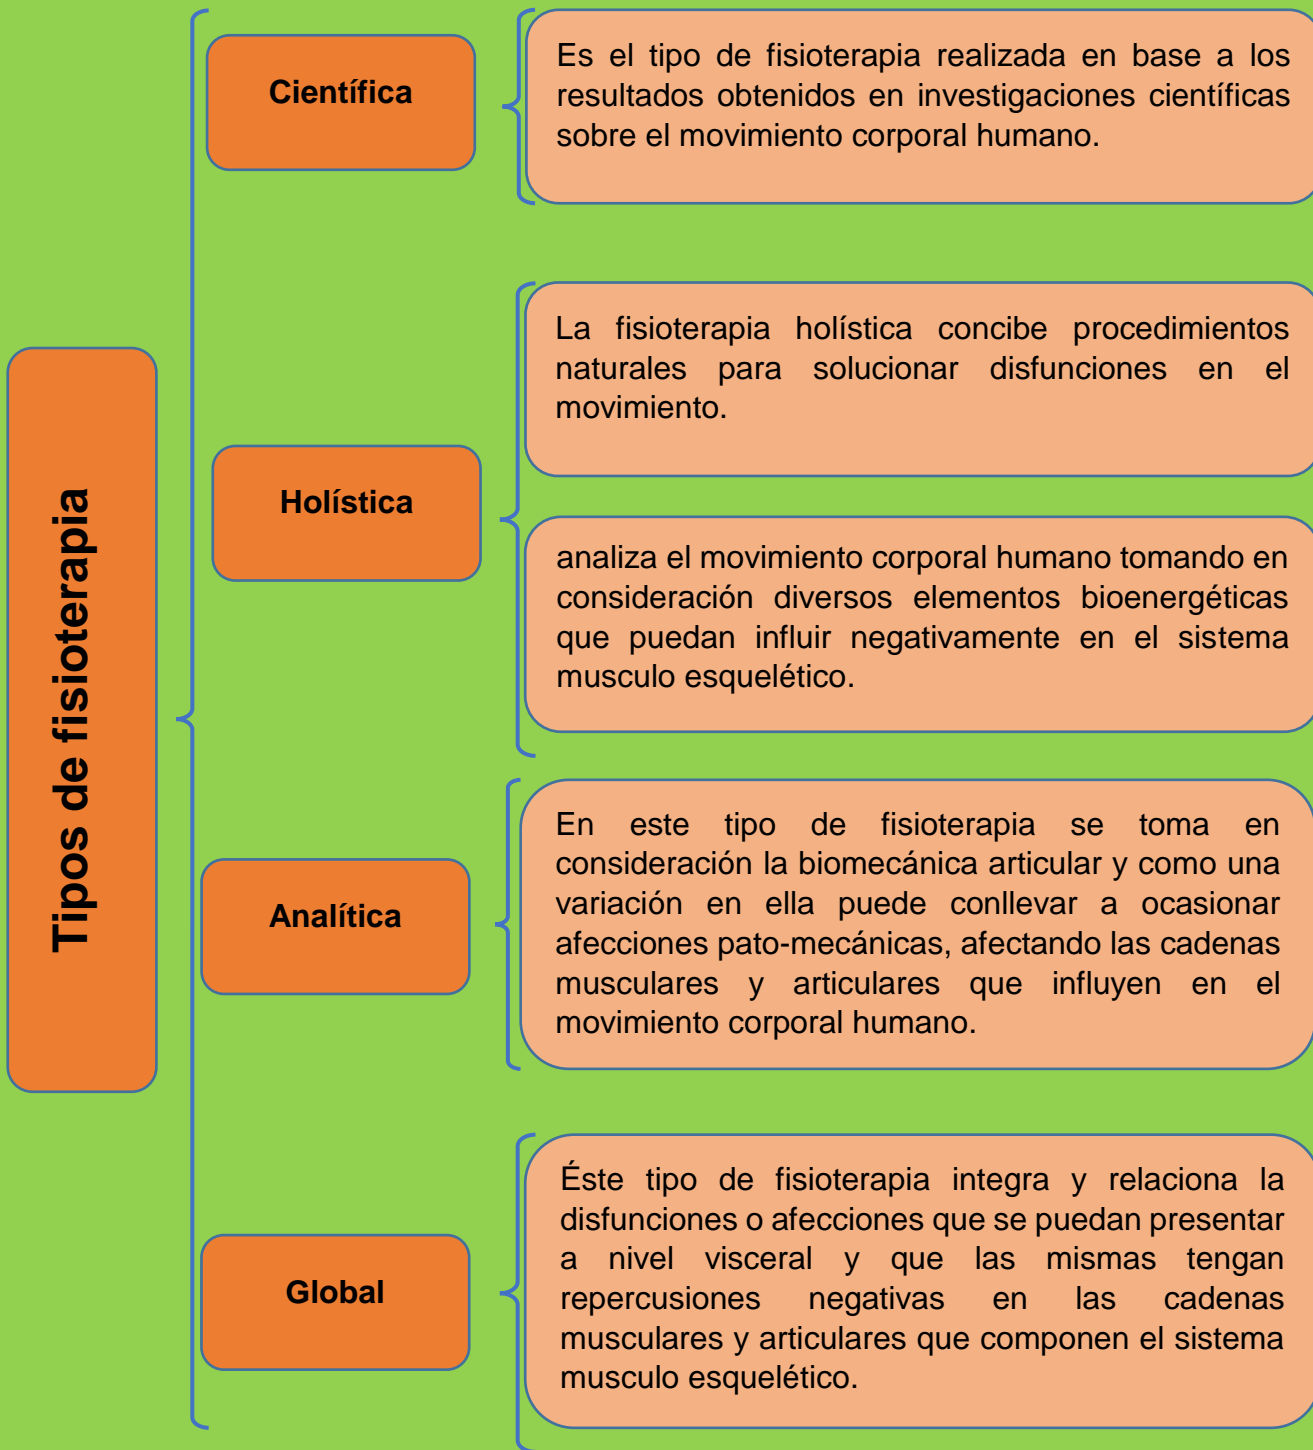 Tipos de fisioterapia
Científica
Es el tipo de fisioterapia realizada en base a los
resultados obtenidos en investigaciones científicas
sobre el movimiento corporal humano.
Holística
La fisioterapia holística concibe procedimientos
naturales para solucionar disfunciones en el
movimiento.
analiza el movimiento corporal humano tomando en
consideración diversos elementos bioenergéticas
que puedan influir negativamente en el sistema
musculo esquelético.
Analítica
En este tipo de fisioterapia se toma en
consideración la biomecánica articular y como una
variación en ella puede conllevar a ocasionar
afecciones pato-mecánicas, afectando las cadenas
musculares y articulares que influyen en el
movimiento corporal humano.
Global
Éste tipo de fisioterapia integra y relaciona la
disfunciones o afecciones que se puedan presentar
a nivel visceral y que las mismas tengan
repercusiones negativas en las cadenas
musculares y articulares que componen el sistema
musculo esquelético.